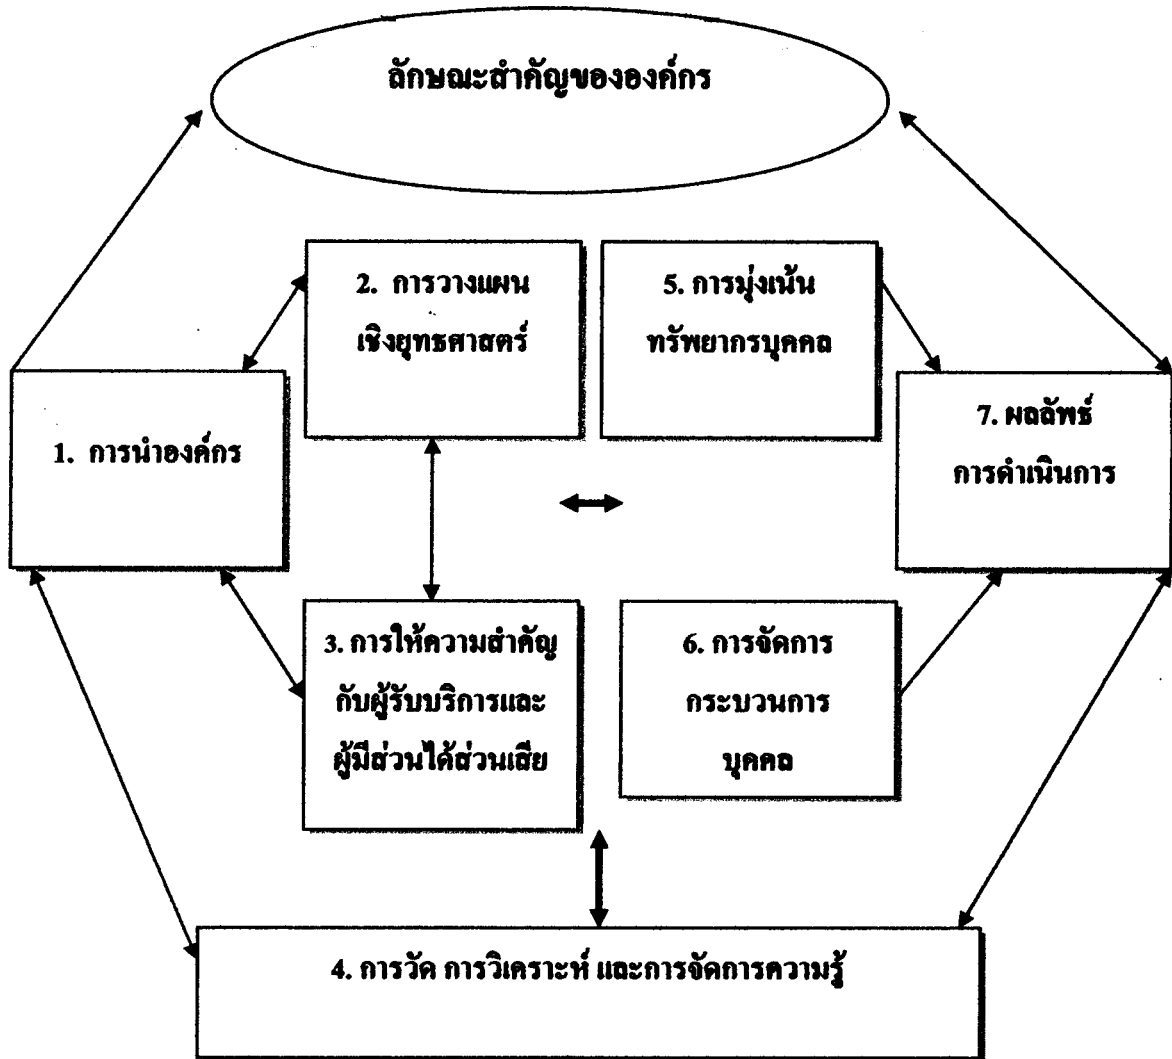 ลักษณะสำคัญขององค์กร
2. การวางแผน
เชิงยุทธศาสตร์
5. การมุ่งเน้น
ทรัพยากรบุคคล
1. การนำองค์กร
7. ผลลัพธ์
การดำเนินการ
3. การให้ความสำคัญ
กับผู้รับบริการและ
ผู้มีส่วนได้ส่วนเสีย
6. การจัดการ
กระบวนการ
บุคคล
4. การวัด การวิเคราะห์ และการจัดการความรู้